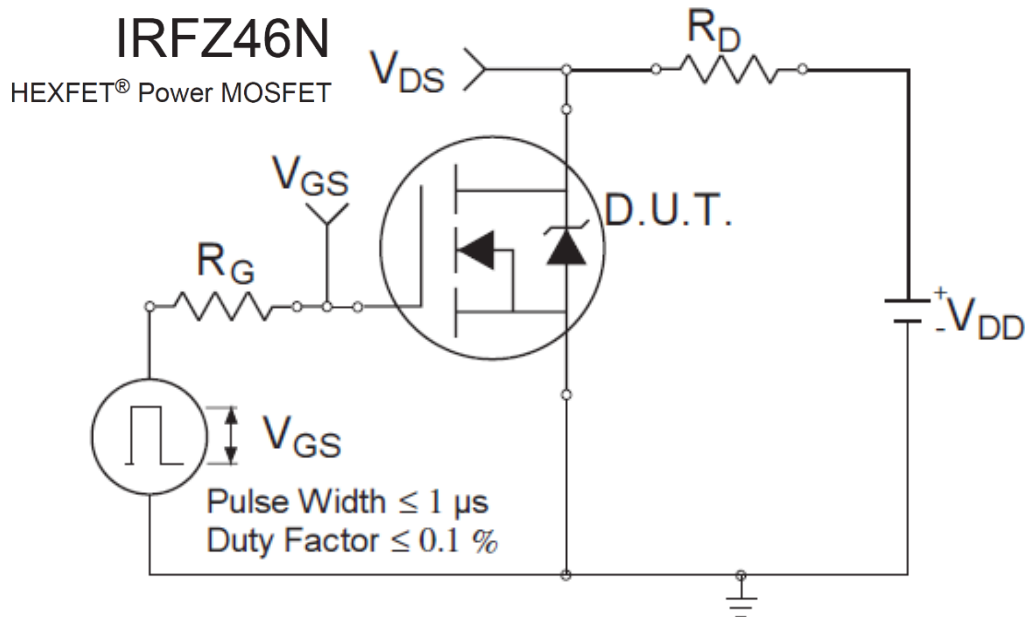 IRFZ46N
HEXFET® Power MOSFET
VDS
RD
VGS
D.U.T.
RG
+
-
VDD
VGS
Pulse Width ≤ 1 μs
Duty Factor ≤ 0.1 %